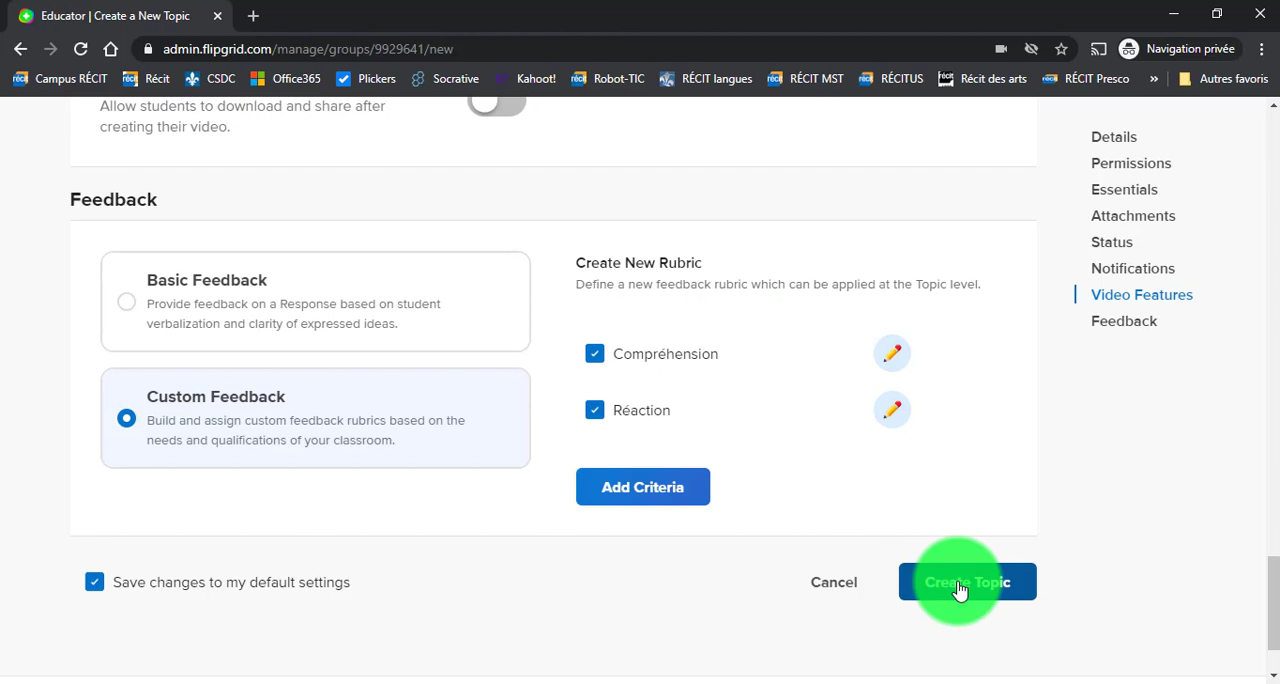 Educator | Create a New Topic
admin.flipgrid.com/manage/groups/9929641/new
Navigation privée
Campus RÉCIT
Récit
CSDC
Office365
Plickers
Socrative
Kahoot!
Robot-TIC
RÉCIT langues
RÉCIT MST
RÉCITUS
Récit des arts
RÉCIT Presco
»
Autres favoris
Allow students to download and share after
creating their video.
Feedback
Basic Feedback
Provide feedback on a Response based on student
verbalization and clarity of expressed ideas.
Custom Feedback
Build and assign custom feedback rubrics based on the
needs and qualifications of your classroom.
Create New Rubric
Define a new feedback rubric which can be applied at the Topic level.
Compréhension
Réaction
Add Criteria
Save changes to my default settings
Cancel
Create Topic
Details
Permissions
Essentials
Attachments
Status
Notifications
Video Features
Feedback